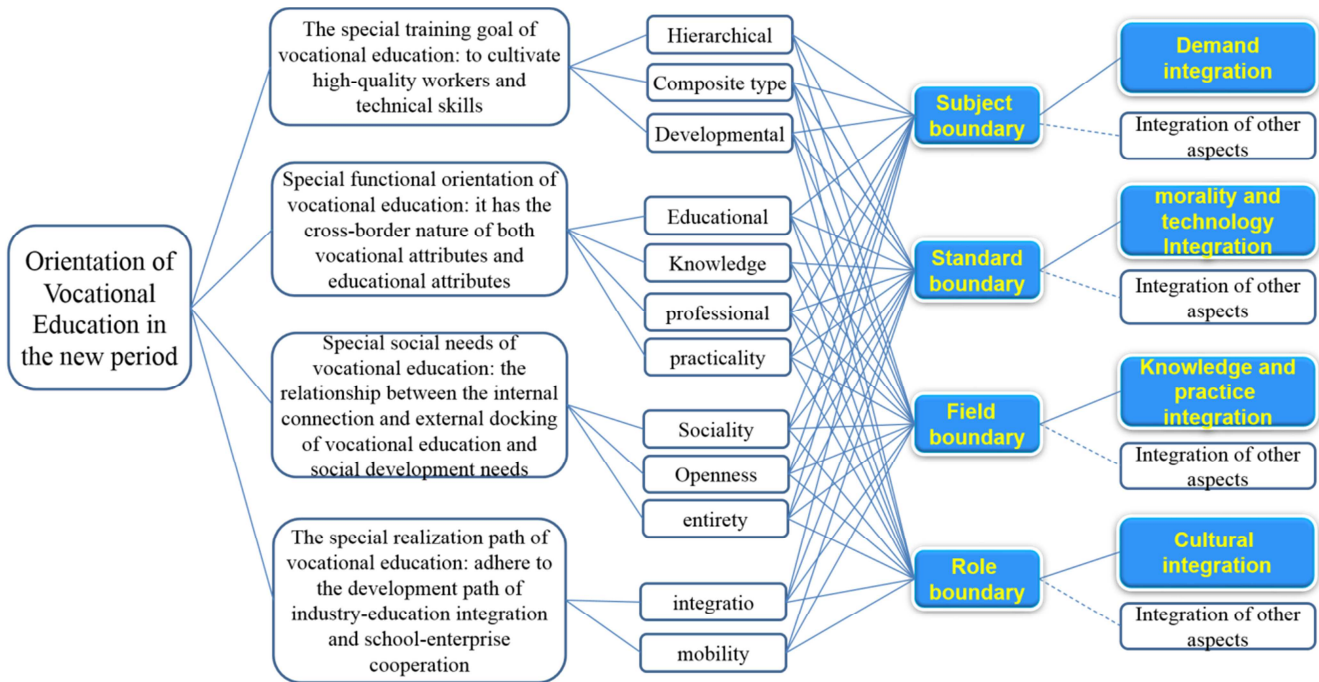 Orientation of
Vocational
Education in
the new period
The special training goal of
vocational education: to cultivate
high-quality workers and
technical skills
Special functional orientation of
vocational education: it has the
cross-border nature of both
vocational attributes and
educational attributes
Special social needs of
vocational education: the
relationship between the internal
connection and external docking
of vocational education and
social development needs
The special realization path of
vocational education: adhere to
the development path of
industry-education integration
and school-enterprise
cooperation
Hierarchical
Composite type
Developmental
Educational
Knowledge
professional
practicality
Sociality
Openness
entirety
integratio
mobility
Subject
boundary
Standard
boundary
Field
boundary
Role
boundary
Demand
integration
Integration of other
aspects
morality and
technology
Integration
Integration of other
aspects
Knowledge and
practice
integration
Integration of other
aspects
Cultural
integration
Integration of other
aspects